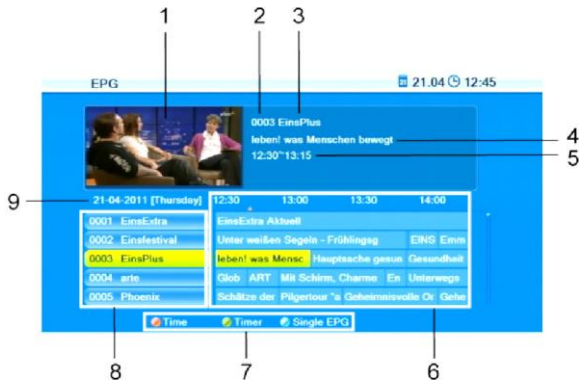 1 2 3
EPG 21.04 12:45
0003 EinsPlus
leben! was Menschen bewegt 4
12:30~13:15 5
9 21-04-2011 [Thursday] 12:30 13:00 13:30 14:00
0001 EinsExtra EinsExtra Aktuell
0002 Einsfestival Unter weißen Segeln - Frühlingsg EINS Emm
0003 EinsPlus leben! was Mensc Hauptsache gesun Gesundheit
0004 arte Glob ART Mit Schirm, Charme En Unterwegs
0005 Phoenix Schätze der Pilgertour "a Geheimnisvolle Or Gehe
Time Timer Single EPG
8 7 6